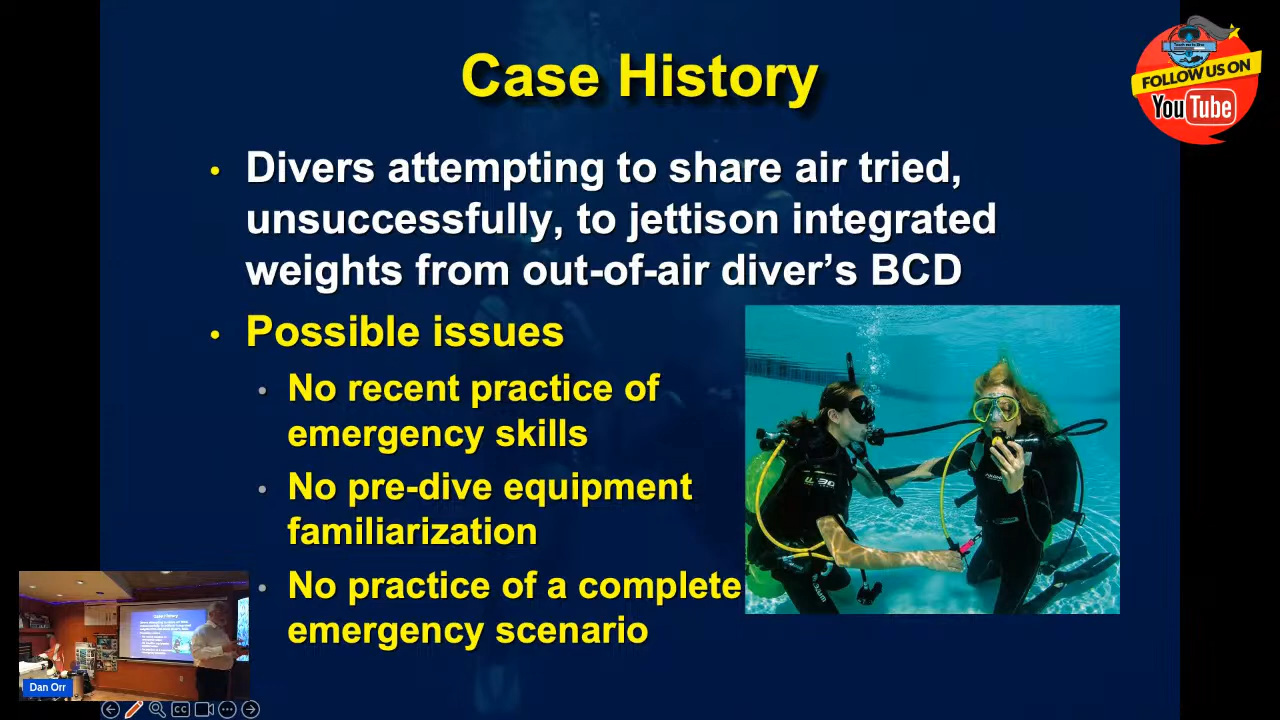 Case History
FOLLOW US ON
YouTube
• Divers attempting to share air tried,
unsuccessfully, to jettison integrated
weights from out-of-air diver’s BCD
• Possible issues
• No recent practice of
emergency skills
• No pre-dive equipment
familiarization
• No practice of a complete
emergency scenario
Dan Orr
CC